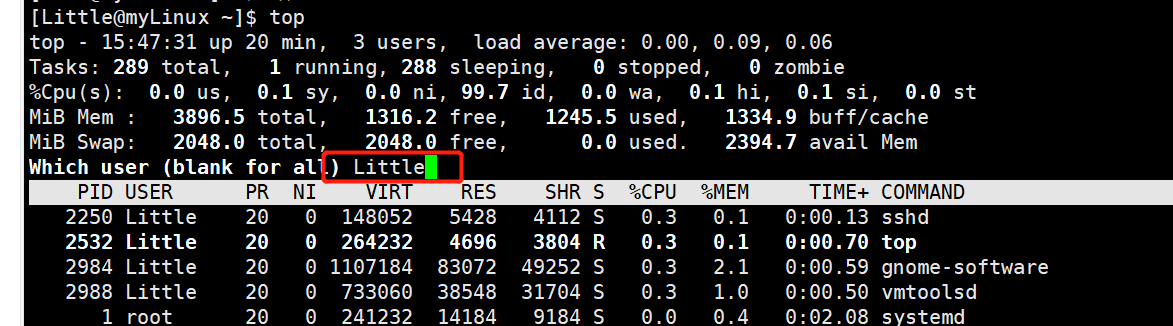 [Little@myLinux ~]$ top
top - 15:47:31 up 20 min,  3 users,  load average: 0.00, 0.09, 0.06
Tasks: 289 total,   1 running, 288 sleeping,   0 stopped,   0 zombie
%Cpu(s):  0.0 us,  0.1 sy,  0.0 ni, 99.7 id,  0.0 wa,  0.1 hi,  0.1 si,  0.0 st
MiB Mem :   3896.5 total,   1316.2 free,   1245.5 used,   1334.9 buff/cache
MiB Swap:   2048.0 total,   2048.0 free,      0.0 used.   2394.7 avail Mem
Which user (blank for all) Little
PID USER      PR  NI    VIRT    RES    SHR S  %CPU  %MEM     TIME+ COMMAND
2250 Little    20   0  148052   5428   4112 S   0.3   0.1   0:00.13 sshd
2532 Little    20   0  264232   4696   3804 R   0.3   0.1   0:00.70 top
2984 Little    20   0 1107184  83072  49252 S   0.3   2.1   0:00.59 gnome-software
2988 Little    20   0  733060  38548  31704 S   0.3   1.0   0:00.50 vmtoolsd
1 root      20   0  241232  14184   9184 S   0.0   0.4   0:02.08 systemd